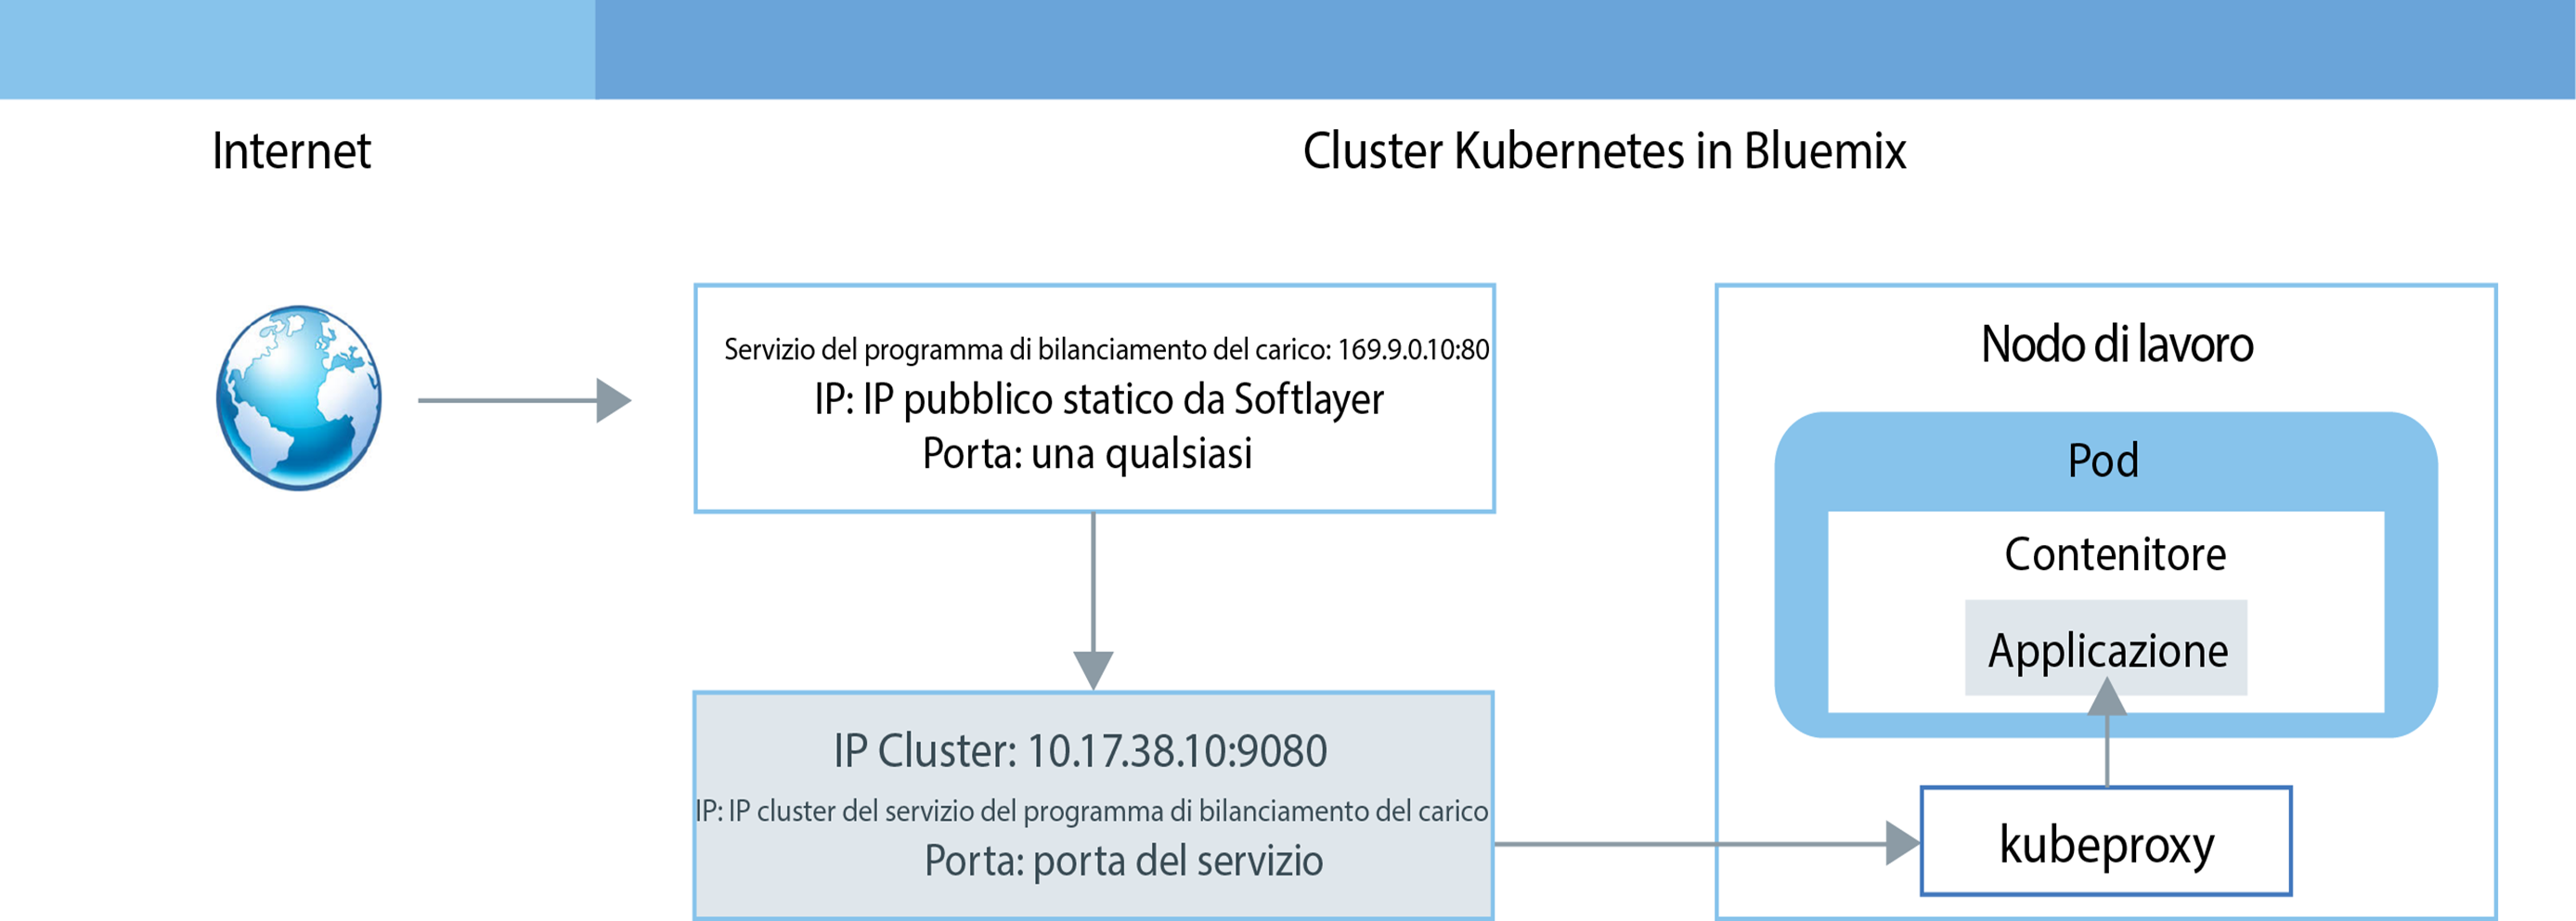 Internet
Cluster Kubernetes in Bluemix
Servizio del programma di bilanciamento del carico: 169.9.0.10:80
IP: IP pubblico statico da Softlayer
Porta: una qualsiasi
IP Cluster: 10.17.38.10:9080
IP: IP cluster del servizio del programma di bilanciamento del carico
Porta: porta del servizio
Nodo di lavoro
Pod
Contenitore
Applicazione
kubeproxy